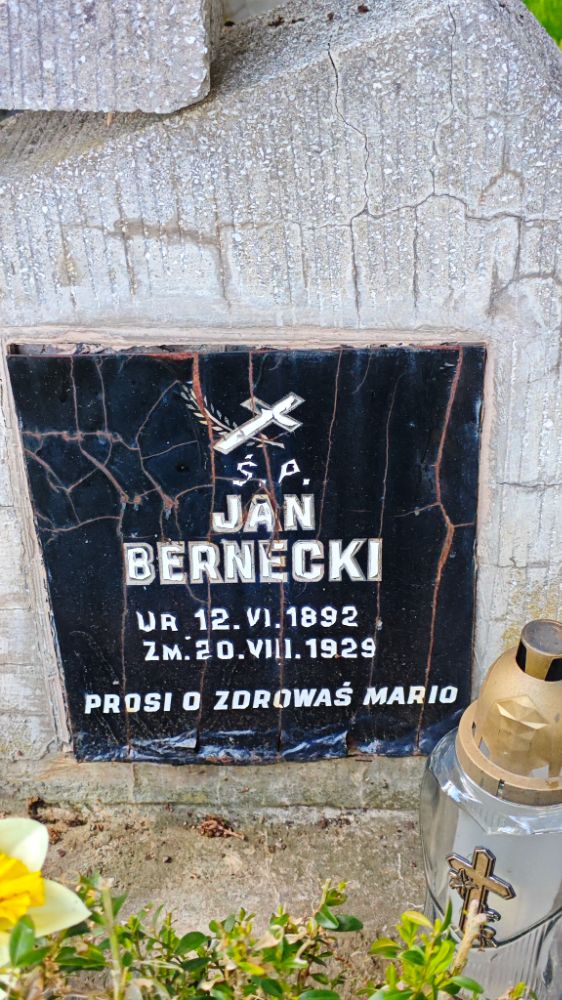 Ś. P.
JAN
BERNECKI
UR 12.VI.1892
ZM.20.VIII.1929
PROSI O ZDROWAŚ MARIO